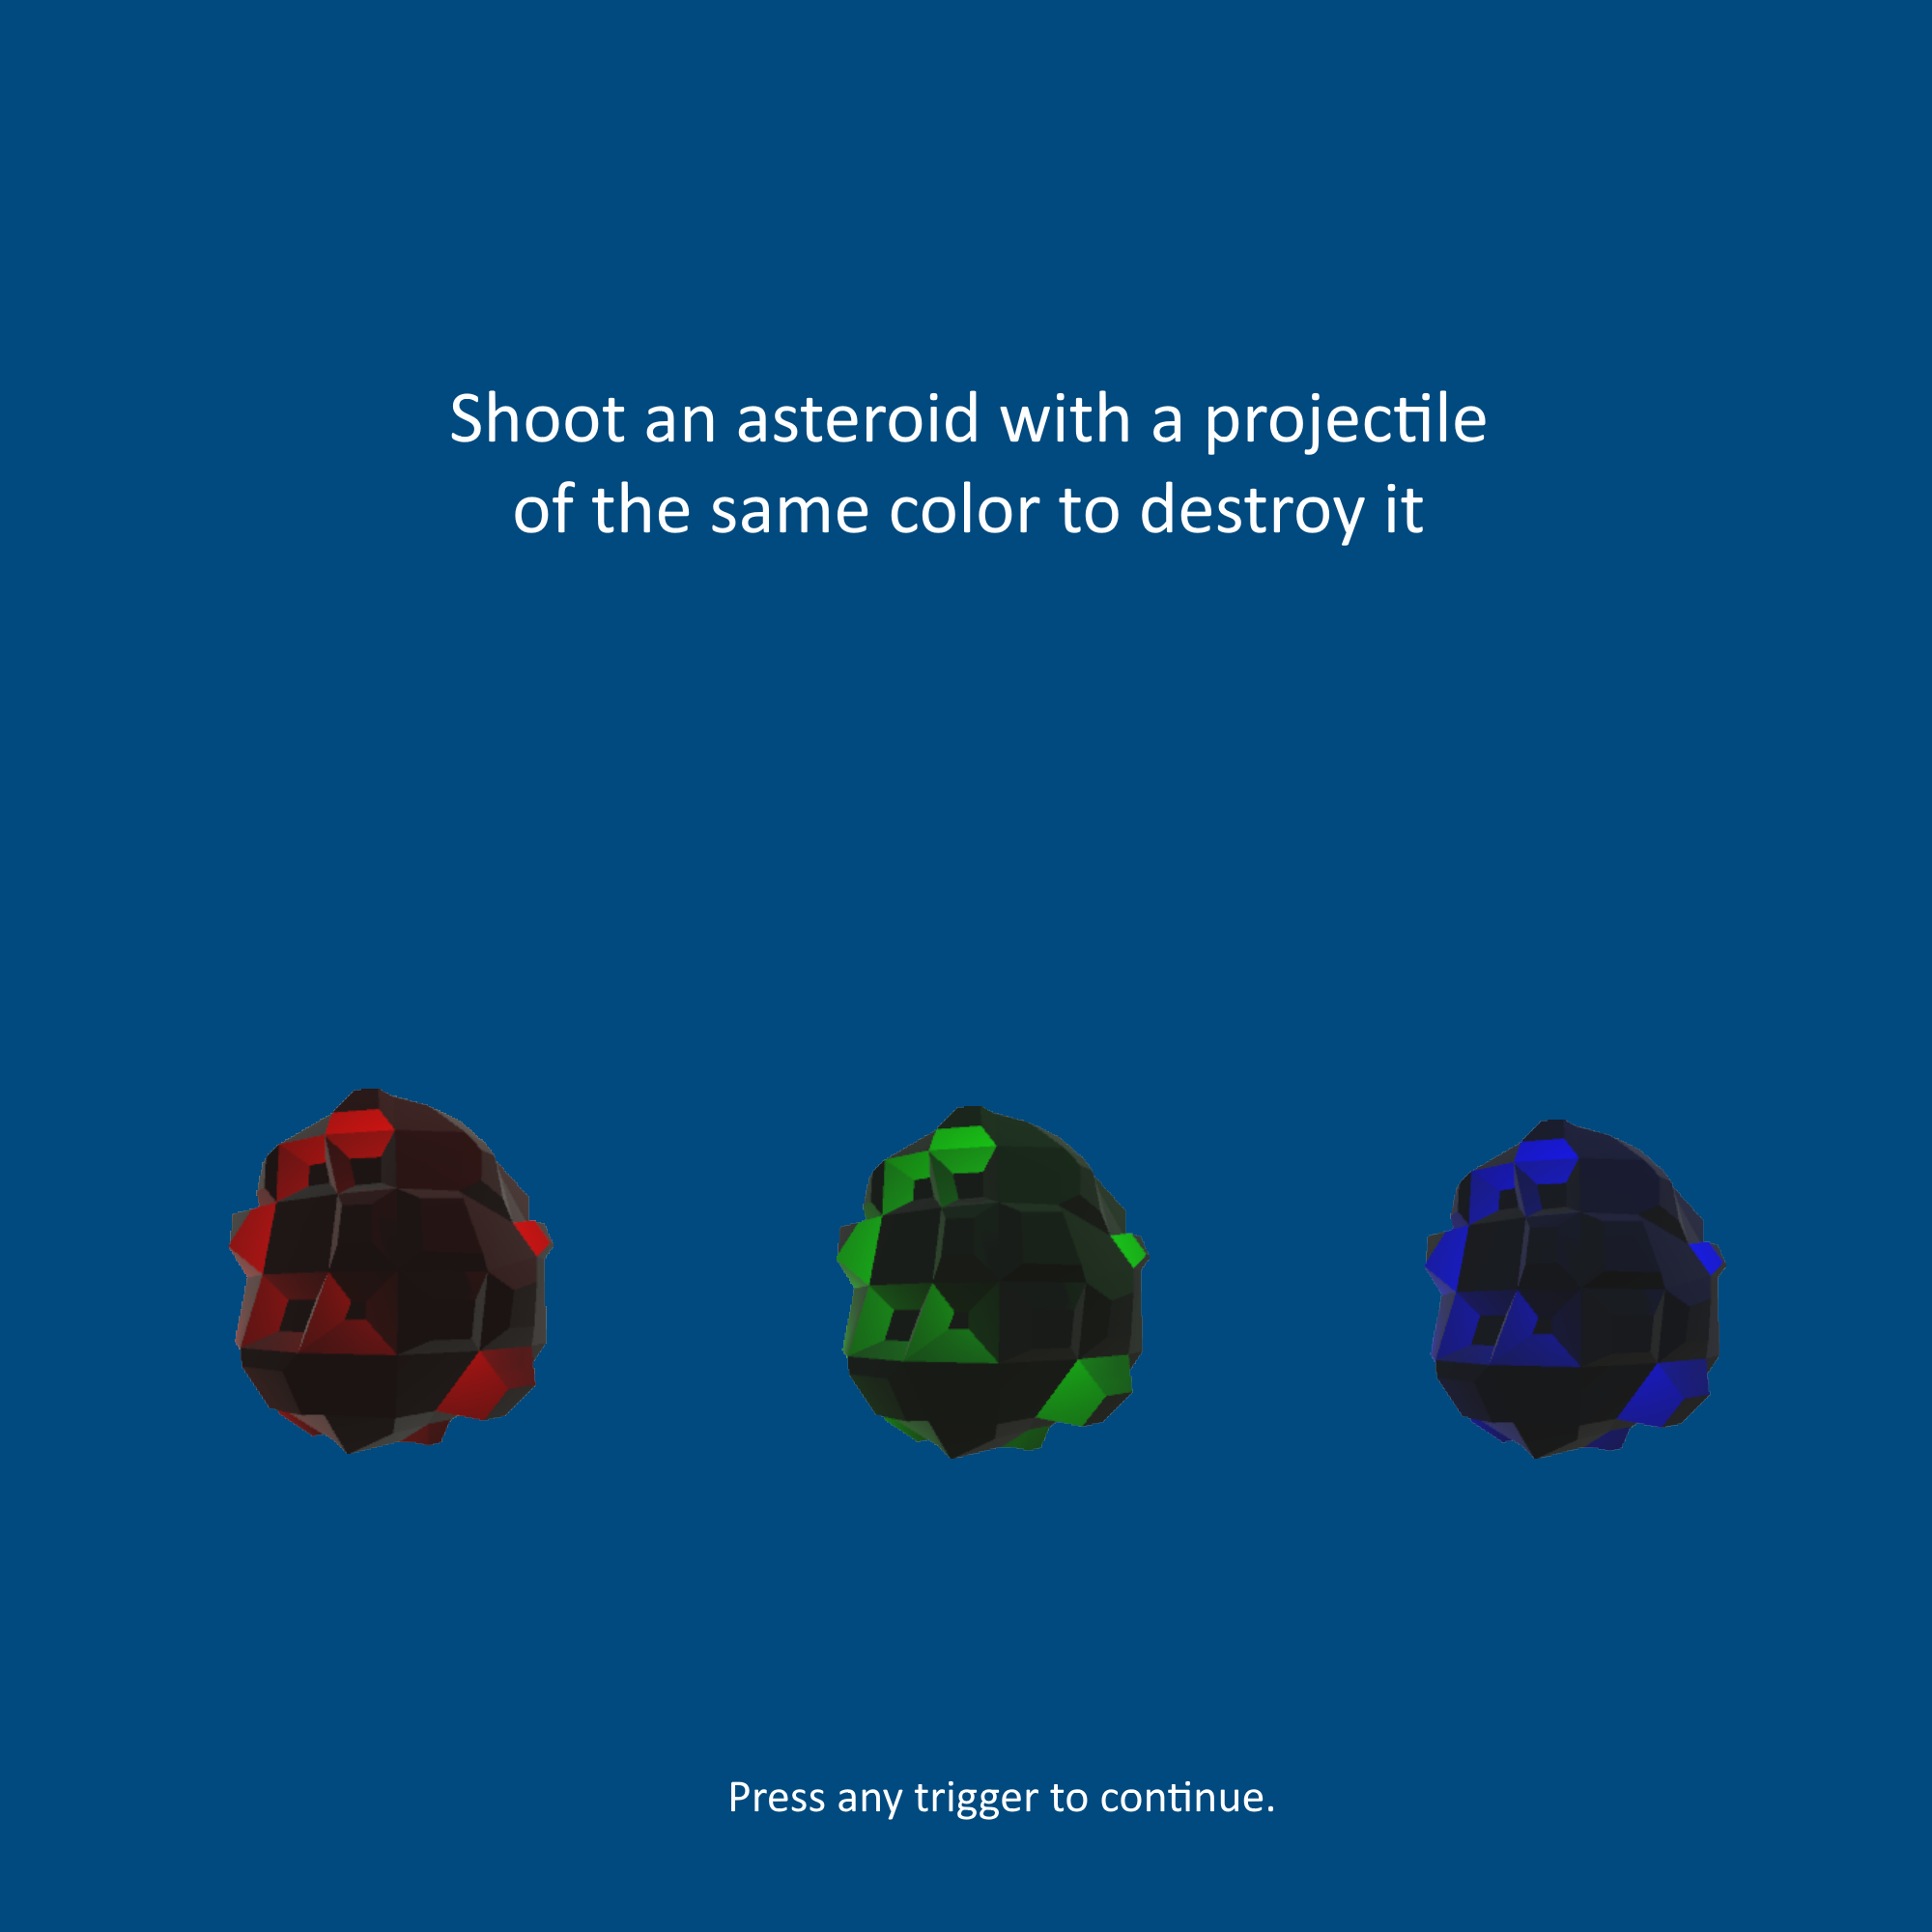 Shoot an asteroid with a projectile
of the same color to destroy it
Press any trigger to continue.